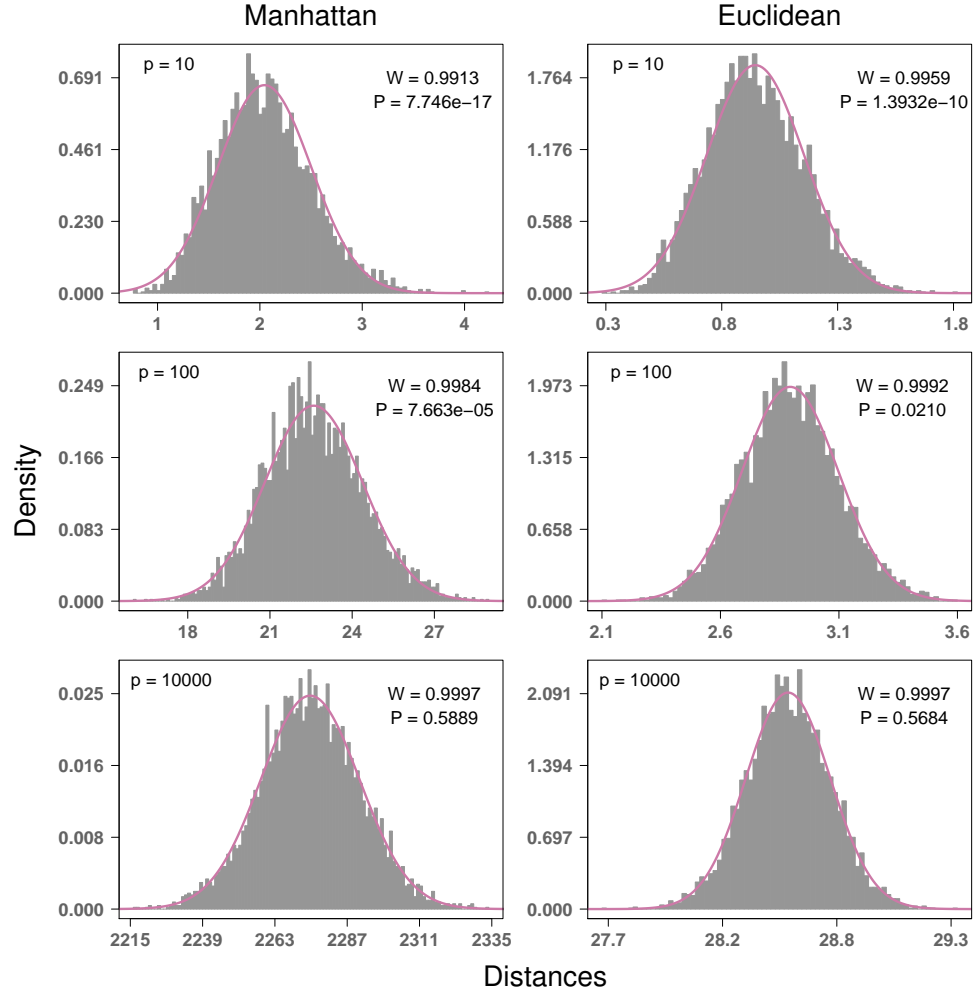 Manhattan
Euclidean
p = 10
W = 0.9913
P = 7.746e−17
0.691
0.461
0.230
0.000
1 2 3 4
p = 10
W = 0.9959
P = 1.3932e−10
1.764
1.176
0.588
0.000
0.3 0.8 1.3 1.8
p = 100
W = 0.9984
P = 7.663e−05
0.249
0.166
0.083
0.000
18 21 24 27
p = 100
W = 0.9992
P = 0.0210
1.973
1.315
0.658
0.000
2.1 2.6 3.1 3.6
Density
p = 10000
W = 0.9997
P = 0.5889
0.025
0.016
0.008
0.000
2215 2239 2263 2287 2311 2335
p = 10000
W = 0.9997
P = 0.5684
2.091
1.394
0.697
0.000
27.7 28.2 28.8 29.3
Distances